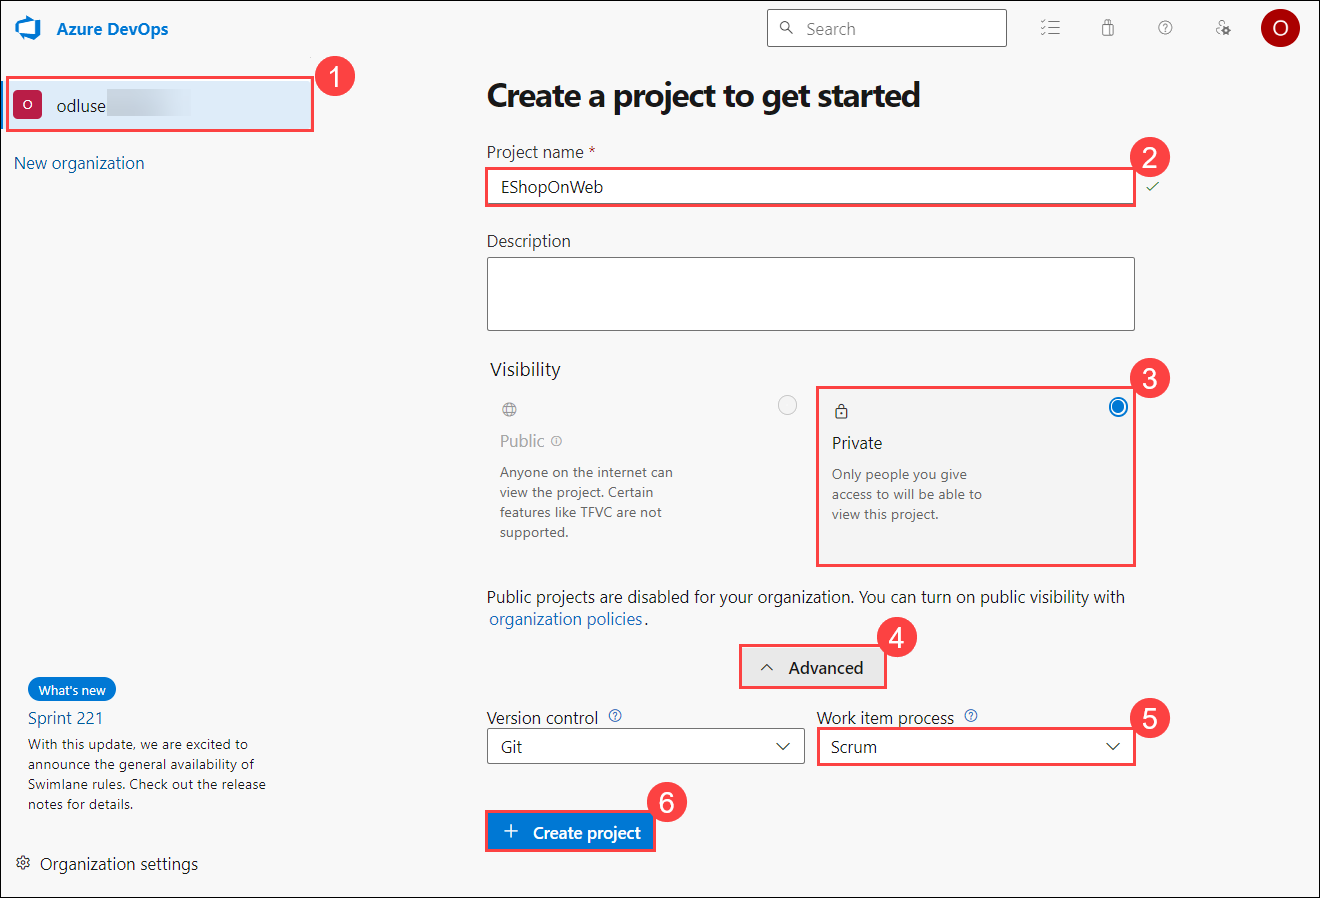 Azure DevOps
Search
O
1
O
odluse
New organization
Create a project to get started
Project name *
2
EShopOnWeb
Description
Visibility
3
Public
Anyone on the internet can
view the project. Certain
features like TFVC are not
supported.
Private
Only people you give
access to will be able to
view this project.
Public projects are disabled for your organization. You can turn on public visibility with
organization policies.
4
Advanced
Version control
Git
Work item process
5
Scrum
6
+ Create project
What's new
Sprint 221
With this update, we are excited to
announce the general availability of
Swimlane rules. Check out the release
notes for details.
Organization settings